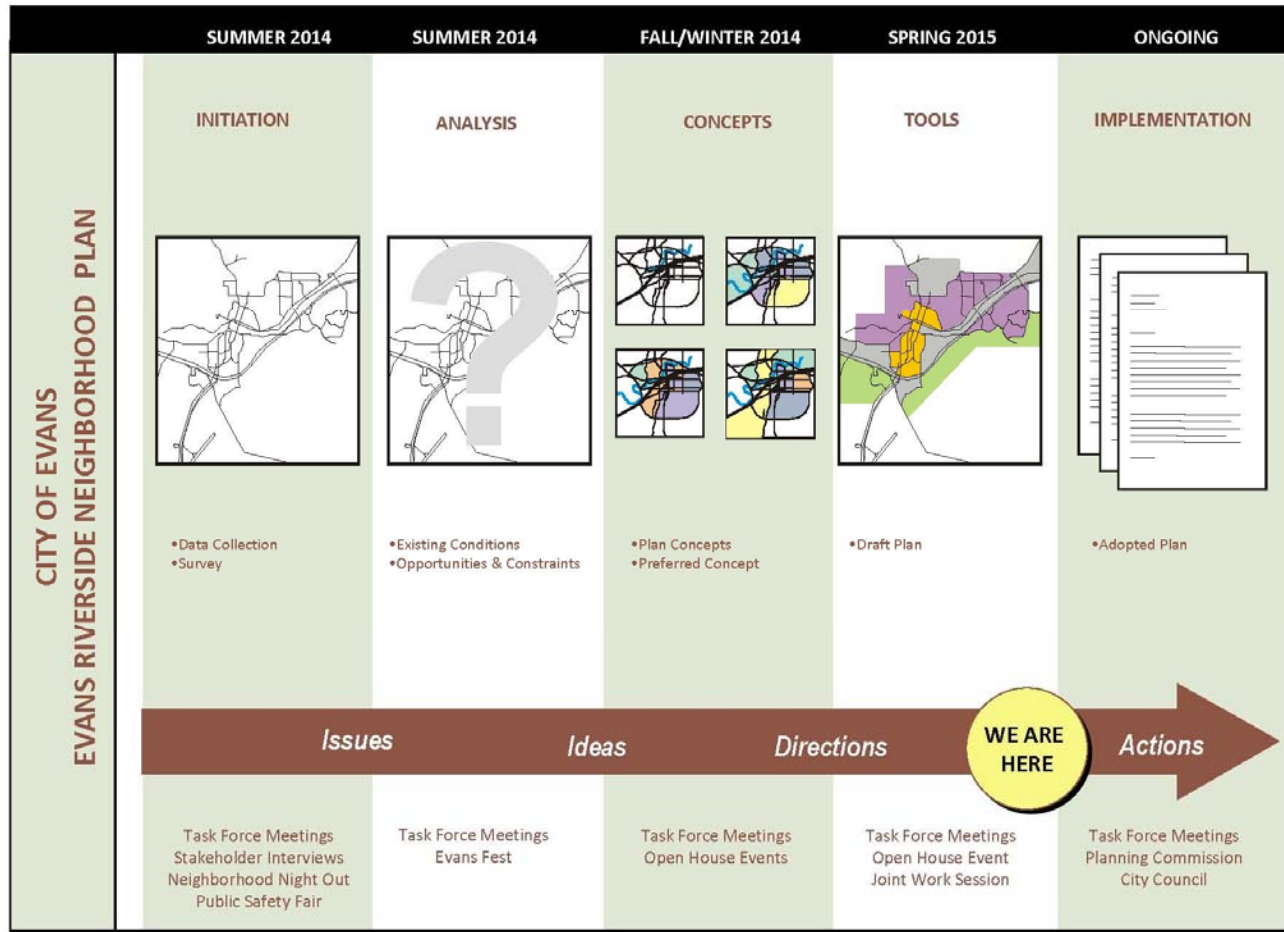 CITY OF EVANS
EVANS RIVERSIDE NEIGHBORHOOD PLAN
SUMMER 2014
SUMMER 2014
FALL/WINTER 2014
SPRING 2015
ONGOING
INITIATION
ANALYSIS
CONCEPTS
TOOLS
IMPLEMENTATION
?
•Data Collection
•Survey
•Existing Conditions
•Opportunities & Constraints
•Plan Concepts
•Preferred Concept
•Draft Plan
•Adopted Plan
Issues
Ideas
Directions
WE ARE
HERE
Actions
Task Force Meetings
Stakeholder Interviews
Neighborhood Night Out
Public Safety Fair
Task Force Meetings
Evans Fest
Task Force Meetings
Open House Events
Task Force Meetings
Open House Event
Joint Work Session
Task Force Meetings
Planning Commission
City Council